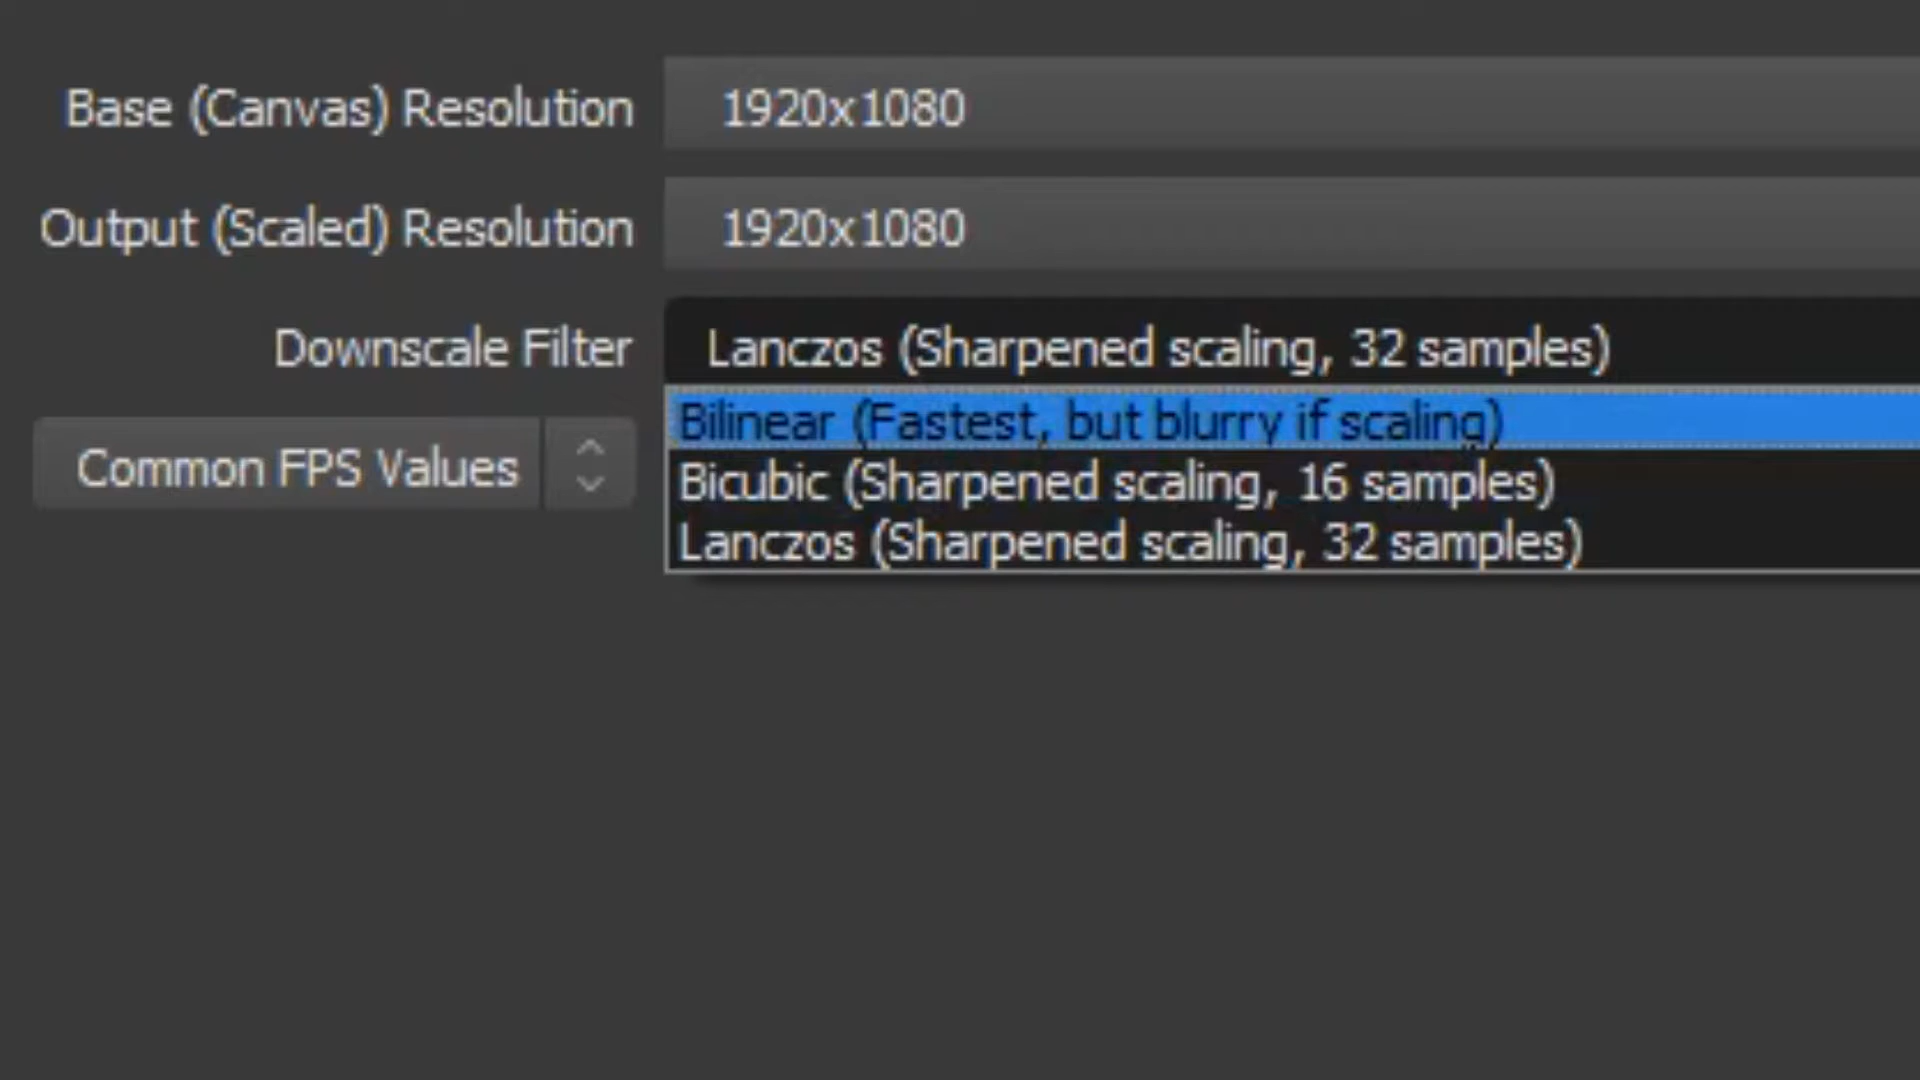 Base (Canvas) Resolution 1920x1080
Output (Scaled) Resolution 1920x1080
Downscale Filter Lanczos (Sharpened scaling, 32 samples)
Bilinear (Fastest, but blurry if scaling)
Common FPS Values Bicubic (Sharpened scaling, 16 samples)
Lanczos (Sharpened scaling, 32 samples)